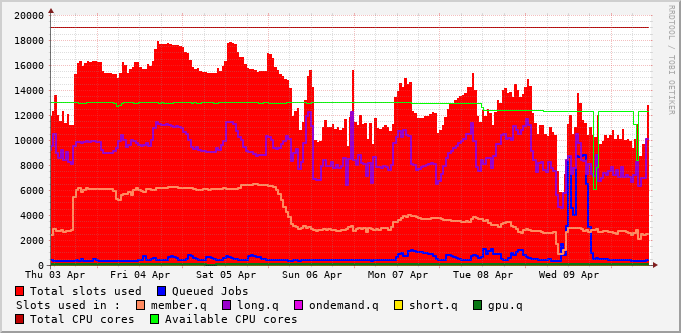 20000
18000
16000
14000
12000
10000
8000
6000
4000
2000
0
Thu 03 Apr Fri 04 Apr Sat 05 Apr Sun 06 Apr Mon 07 Apr Tue 08 Apr Wed 09 Apr
Total slots used Queued Jobs
Slots used in : member.q long.q ondemand.q short.q gpu.q
Total CPU cores Available CPU cores
RRDTOOL / TOBI OETIKER